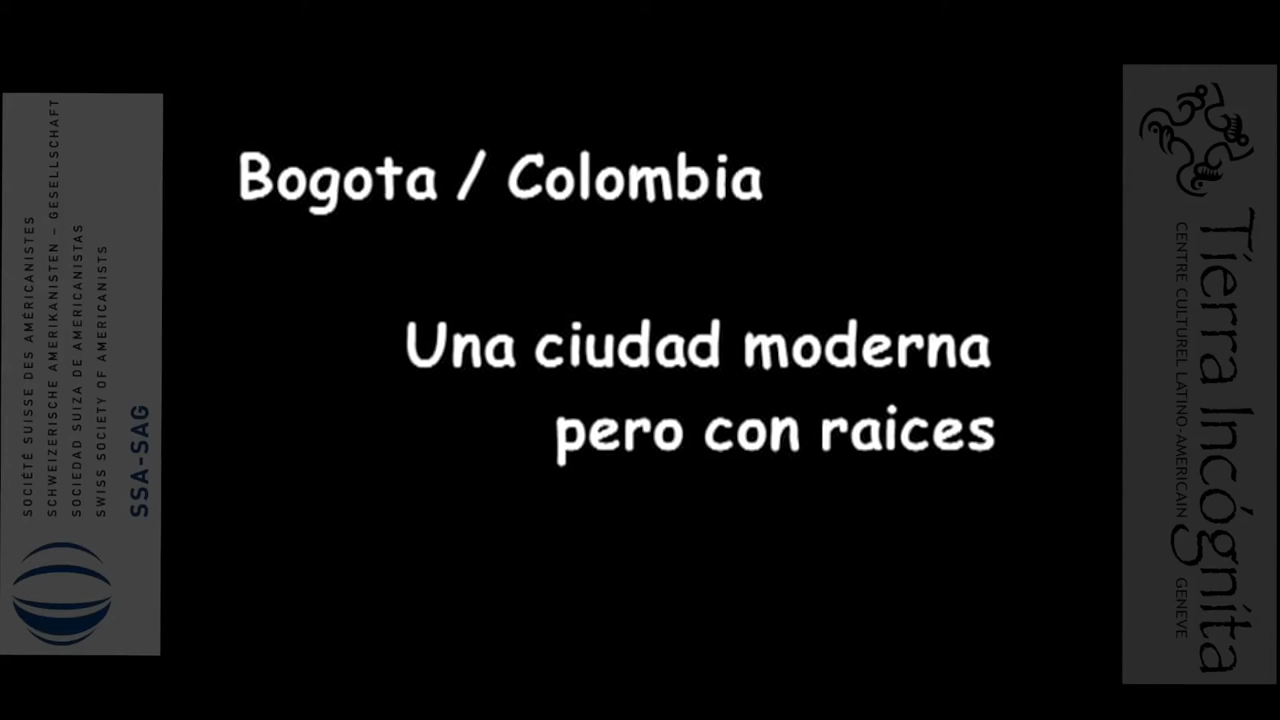 SOCIÉTÉ SUISSE DES AMÉRICANISTES
SCHWEIZERISCHE AMERIKANISTEN – GESELLSCHAFT
SOCIEDAD SUIZA DE AMERICANISTAS
SWISS SOCIETY OF AMERICANISTS
SSA-SAG
Bogota / Colombia
Una ciudad moderna
pero con raices
Tierra Incógnita
CENTRE CULTUREL LATINO-AMERICAIN GENEVE